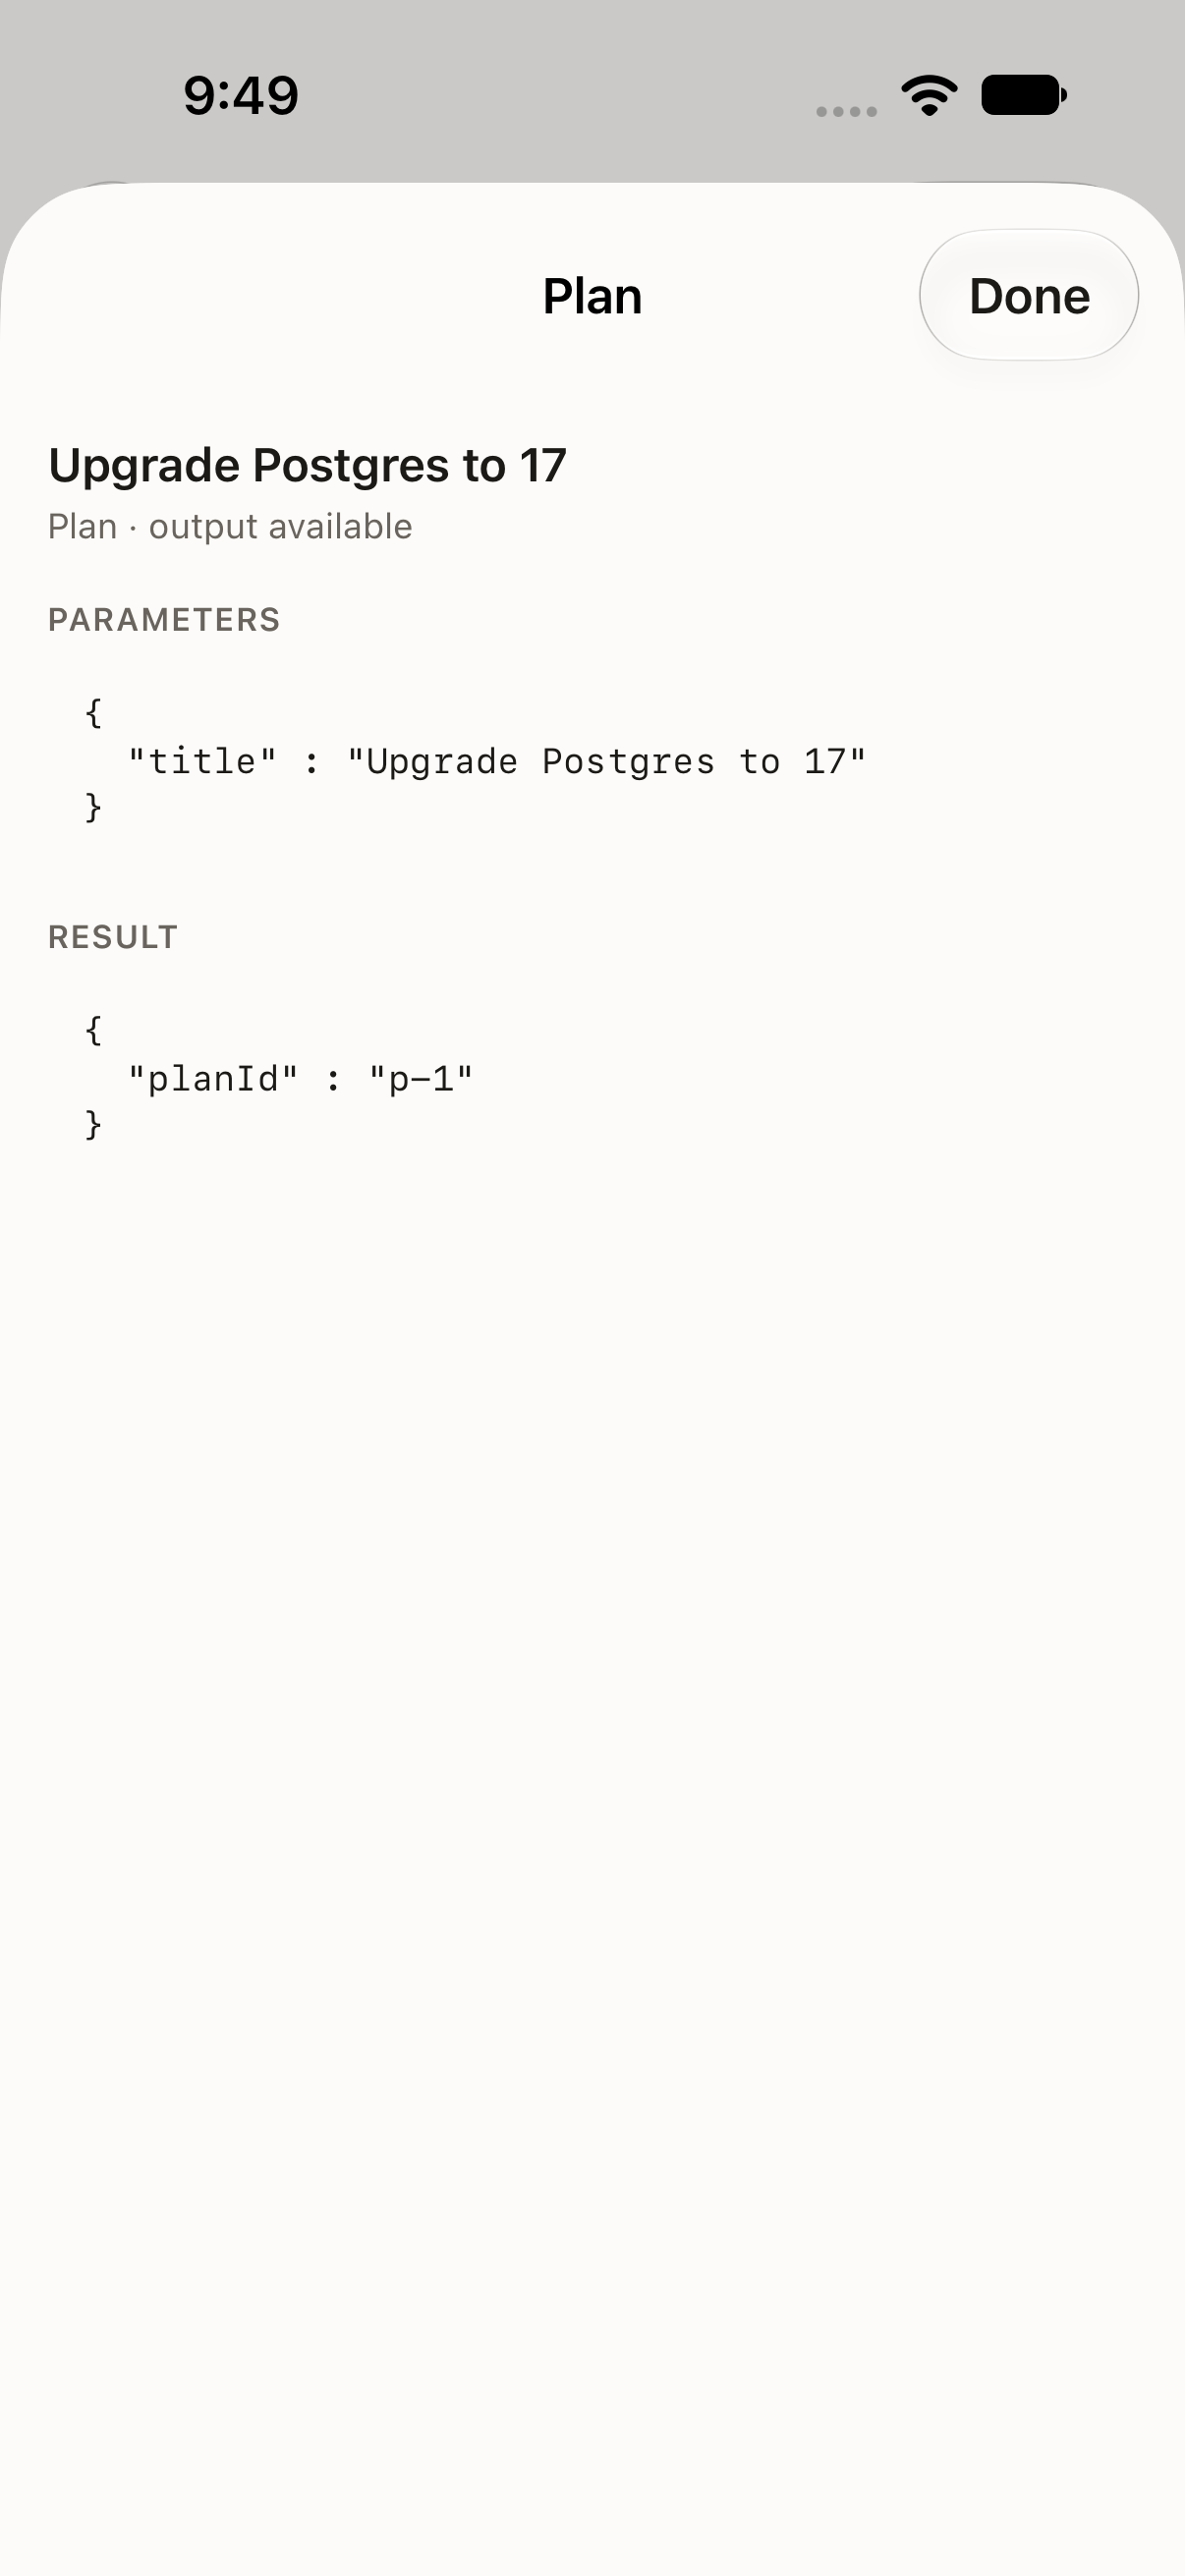 9:49
Plan
Done
Upgrade Postgres to 17
Plan · output available
PARAMETERS
{
  "title" : "Upgrade Postgres to 17"
}
RESULT
{
  "planId" : "p-1"
}